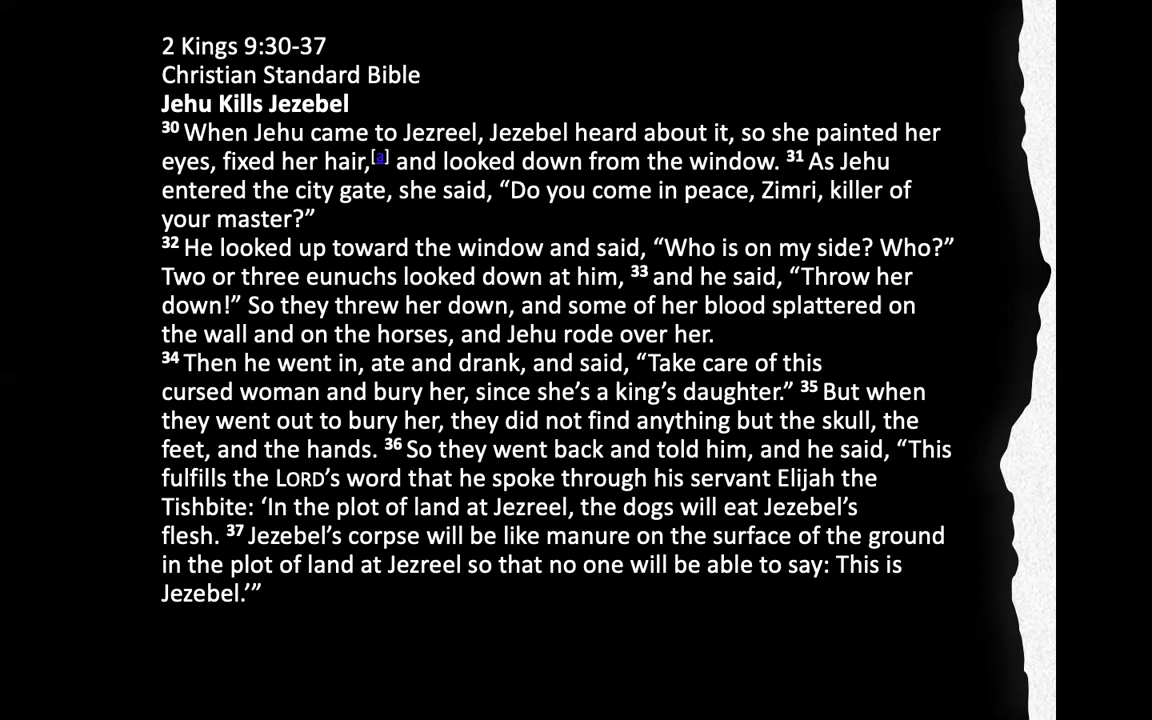 2 Kings 9:30-37
Christian Standard Bible
Jehu Kills Jezebel
30 When Jehu came to Jezreel, Jezebel heard about it, so she painted her
eyes, fixed her hair,[a] and looked down from the window. 31 As Jehu
entered the city gate, she said, “Do you come in peace, Zimri, killer of
your master?”
32 He looked up toward the window and said, “Who is on my side? Who?”
Two or three eunuchs looked down at him, 33 and he said, “Throw her
down!” So they threw her down, and some of her blood splattered on
the wall and on the horses, and Jehu rode over her.
34 Then he went in, ate and drank, and said, “Take care of this
cursed woman and bury her, since she’s a king’s daughter.” 35 But when
they went out to bury her, they did not find anything but the skull, the
feet, and the hands. 36 So they went back and told him, and he said, “This
fulfills the LORD’s word that he spoke through his servant Elijah the
Tishbite: ‘In the plot of land at Jezreel, the dogs will eat Jezebel’s
flesh. 37 Jezebel’s corpse will be like manure on the surface of the ground
in the plot of land at Jezreel so that no one will be able to say: This is
Jezebel.’”